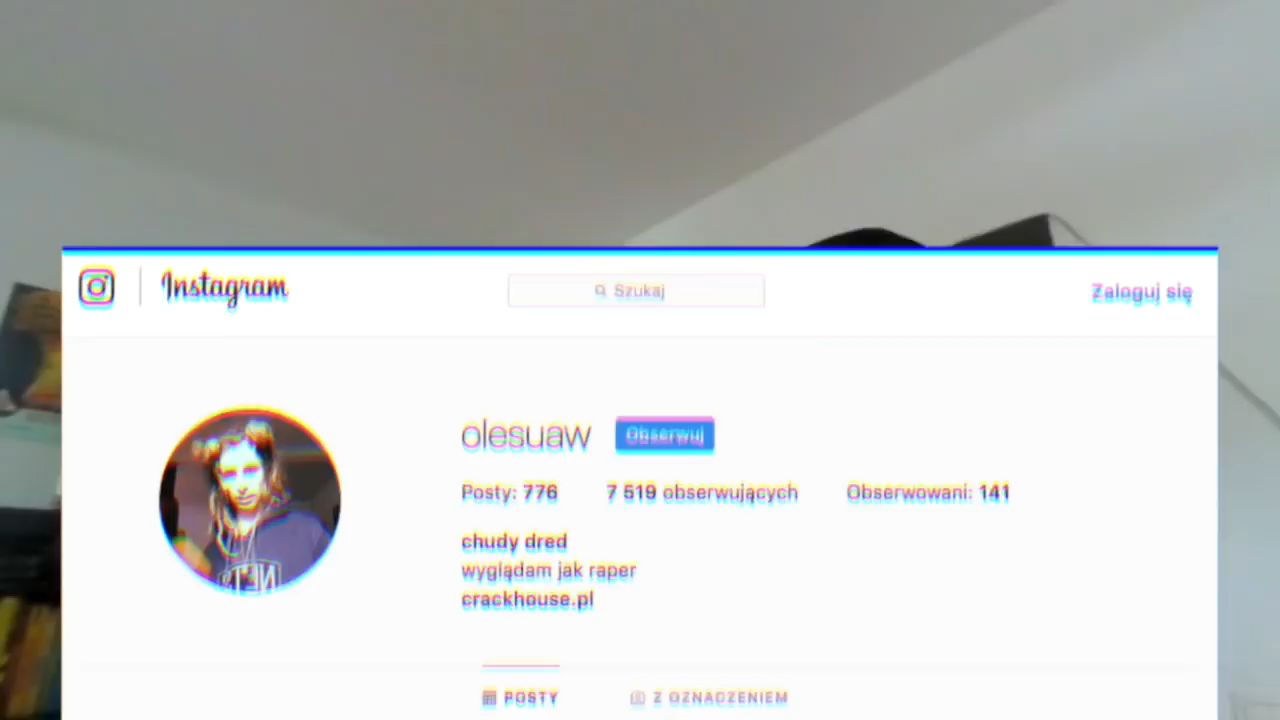 Instagram
Szukaj
Zaloguj się
olesuaw
Obserwuj
Posty: 776 7 519 obserwujących Obserwowani: 141
chudy dred
wyglądam jak raper
crackhouse.pl
POSTY Z OZNACZENIEM